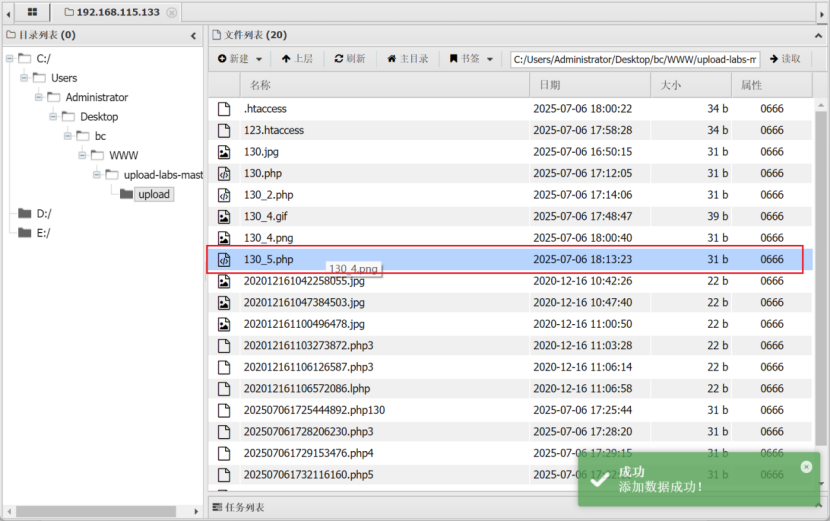 192.168.115.133
目录列表 (0)
文件列表 (20)
新建 上层 刷新 主目录 书签 C:/Users/Administrator/Desktop/bc/WWW/upload-labs-m 读取
C:/
Users
Administrator
Desktop
bc
WWW
upload-labs-mast
upload
D:/
E:/
名称 日期 大小 属性
.htaccess 2025-07-06 18:00:22 34 b 0666
123.htaccess 2025-07-06 17:58:28 34 b 0666
130.jpg 2025-07-06 16:50:15 31 b 0666
130.php 2025-07-06 17:12:05 31 b 0666
130_2.php 2025-07-06 17:14:06 31 b 0666
130_4.gif 2025-07-06 17:48:47 39 b 0666
130_4.png 2025-07-06 18:00:40 31 b 0666
130_5.php 2025-07-06 18:13:23 31 b 0666
130_4.png
202012161042258055.jpg 2020-12-16 10:42:26 22 b 0666
202012161047384503.jpg 2020-12-16 10:47:40 22 b 0666
202012161100496478.jpg 2020-12-16 11:00:50 22 b 0666
202012161103273872.php3 2020-12-16 11:03:28 22 b 0666
202012161106126587.php3 2020-12-16 11:06:14 22 b 0666
202012161106572086.lphp 2020-12-16 11:06:58 22 b 0666
202507061725444892.php130 2025-07-06 17:25:44 31 b 0666
202507061728206230.php3 2025-07-06 17:28:20 31 b 0666
202507061729153476.php4 2025-07-06 17:29:15 31 b 0666
202507061732116160.php5 2025-07-06 31 b 0666
成功
添加数据成功！
任务列表